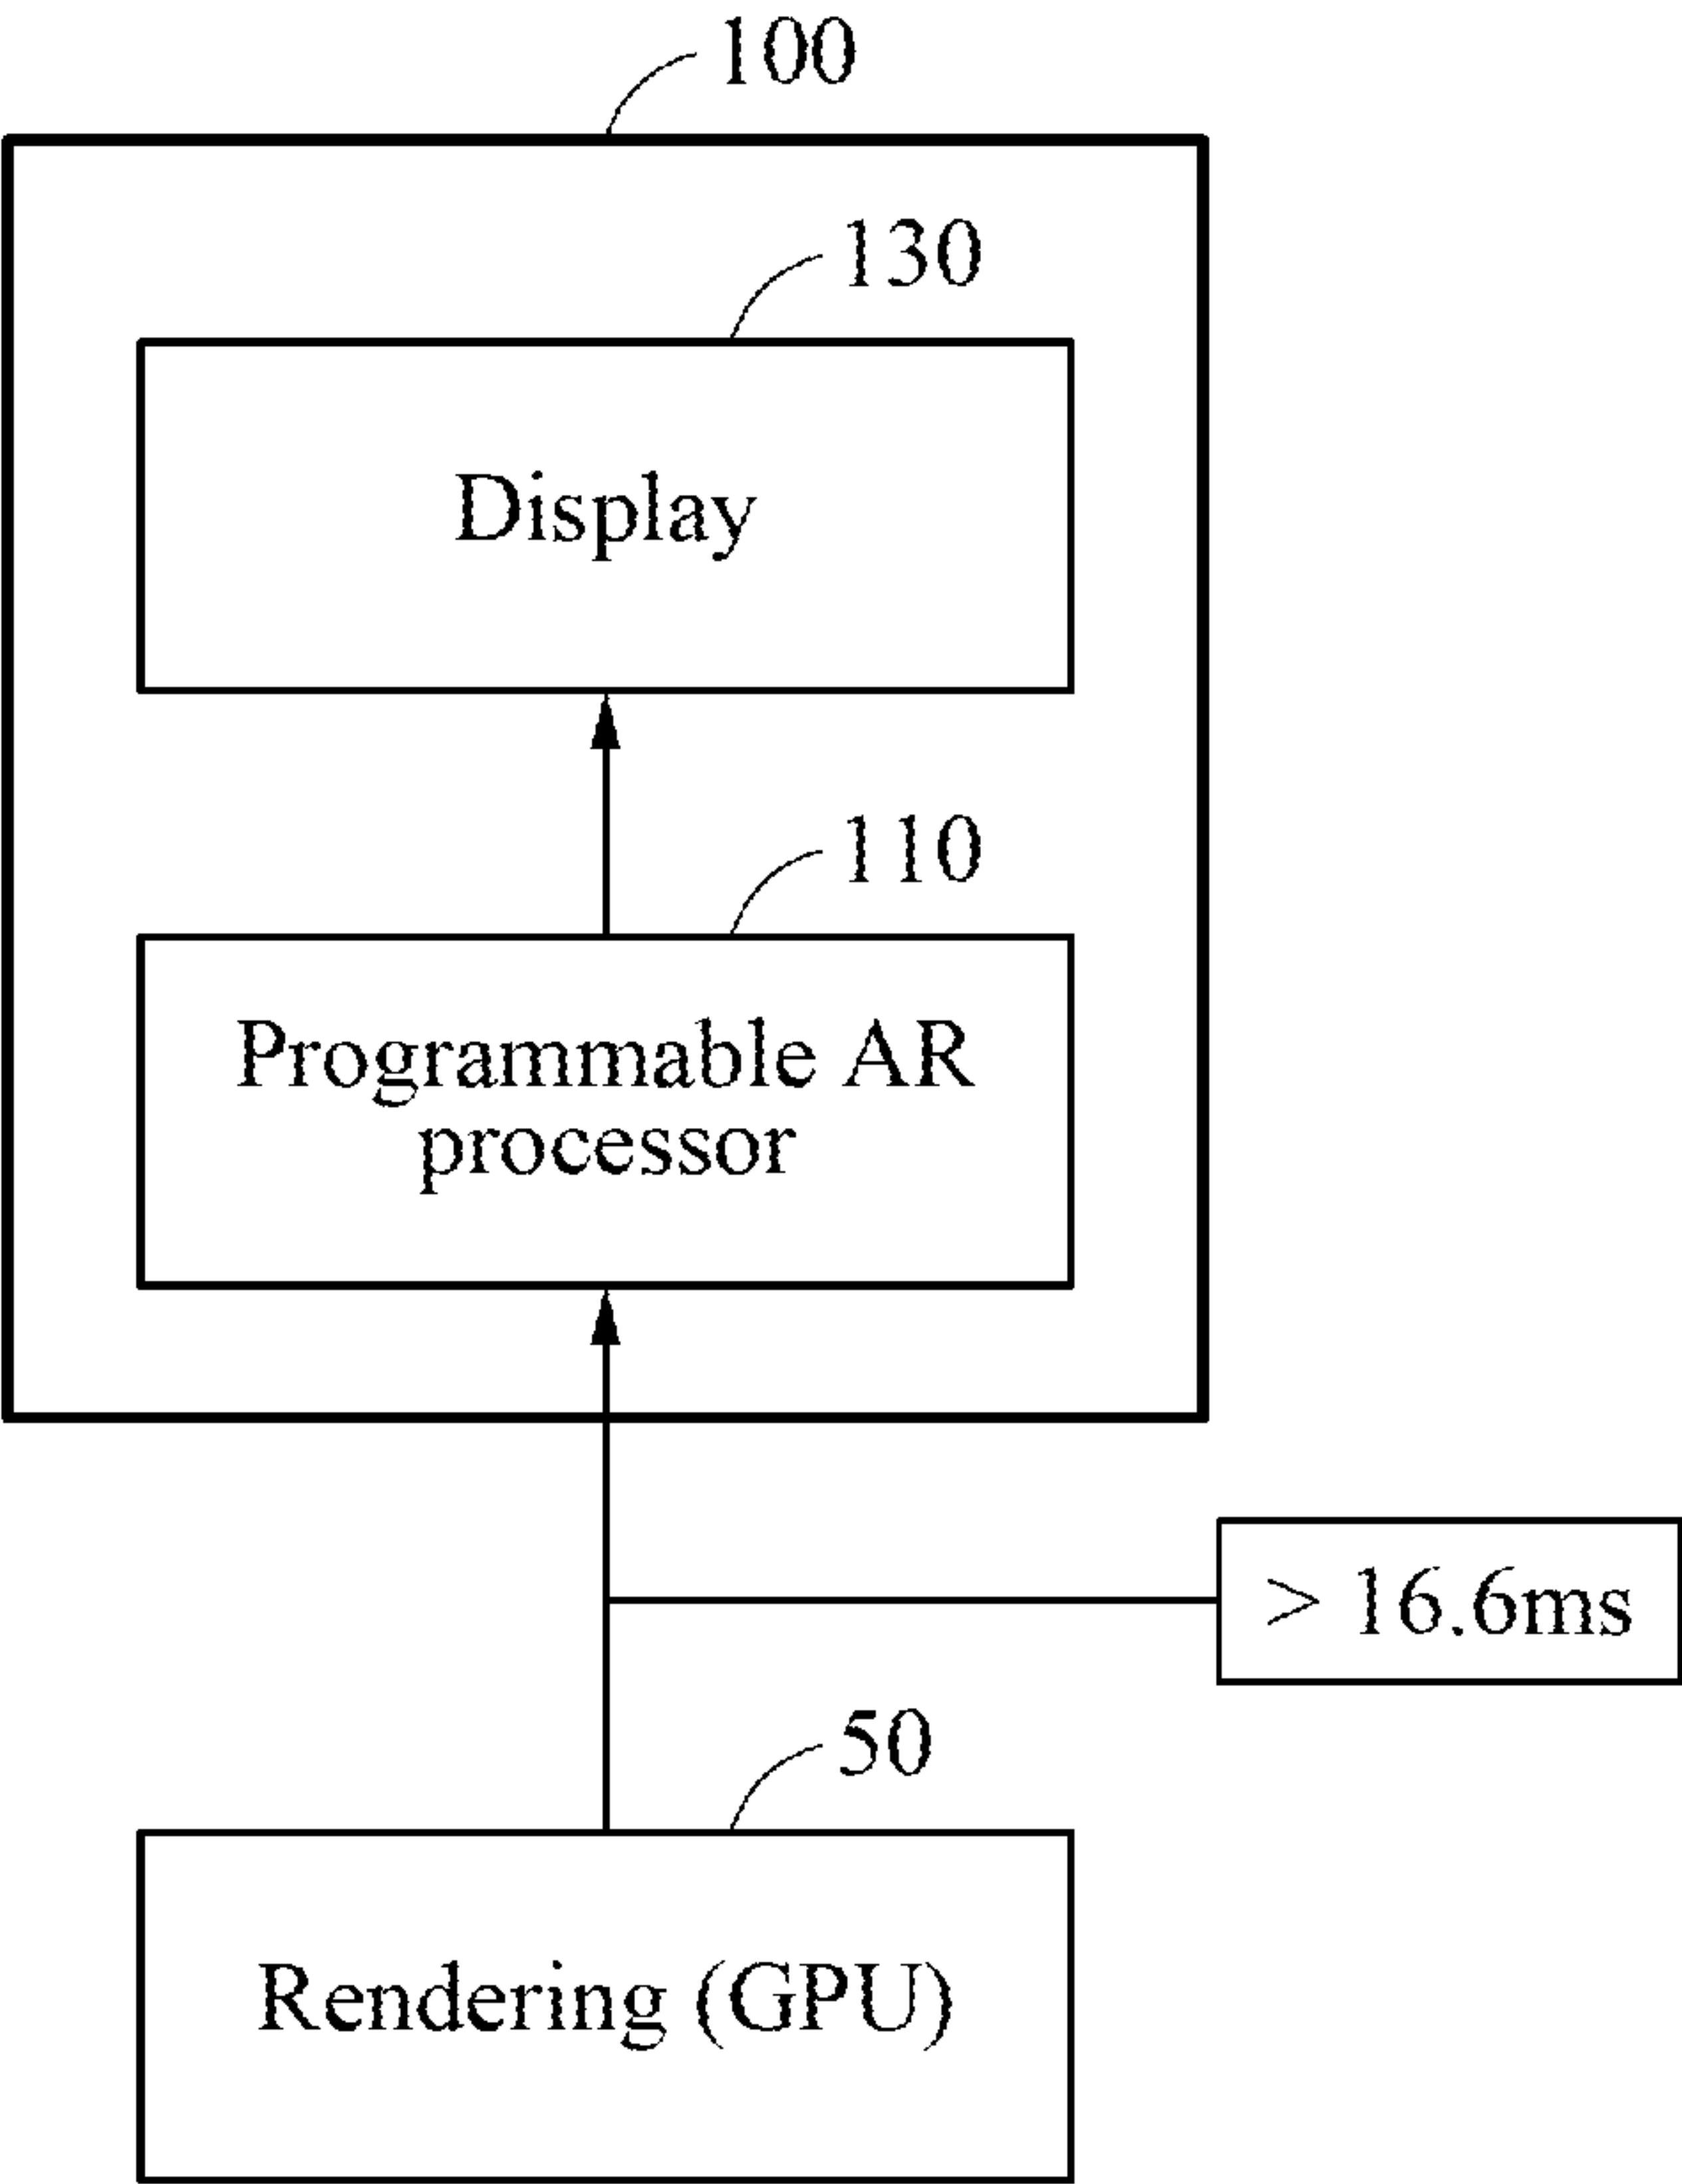 100
130
Display
110
Programmable AR
processor
> 16.6ms
50
Rendering (GPU)